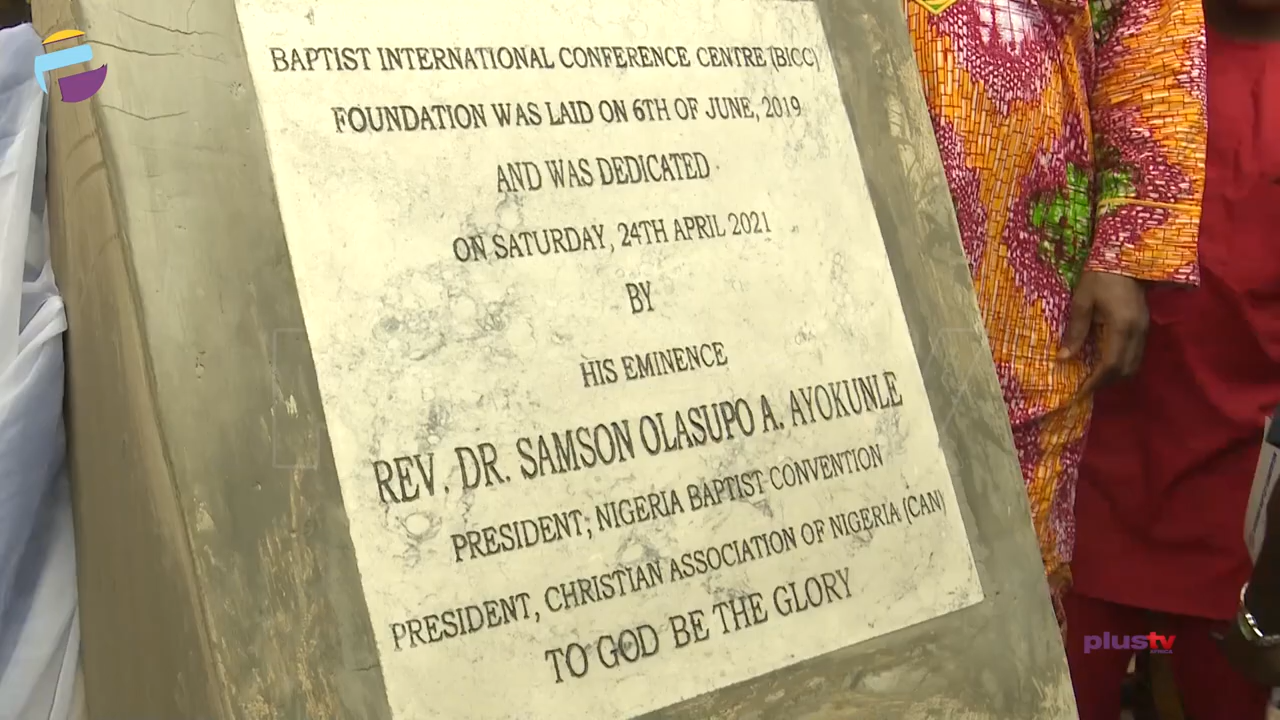 BAPTIST INTERNATIONAL CONFERENCE CENTRE (BICC)
FOUNDATION WAS LAID ON 6TH OF JUNE, 2019
AND WAS DEDICATED
ON SATURDAY, 24TH APRIL 2021
BY
HIS EMINENCE
REV. DR. SAMSON OLASUPO A. AYOKUNLE
PRESIDENT; NIGERIA BAPTIST CONVENTION
PRESIDENT, CHRISTIAN ASSOCIATION OF NIGERIA (CAN)
TO GOD BE THE GLORY
plustv
AFRICA